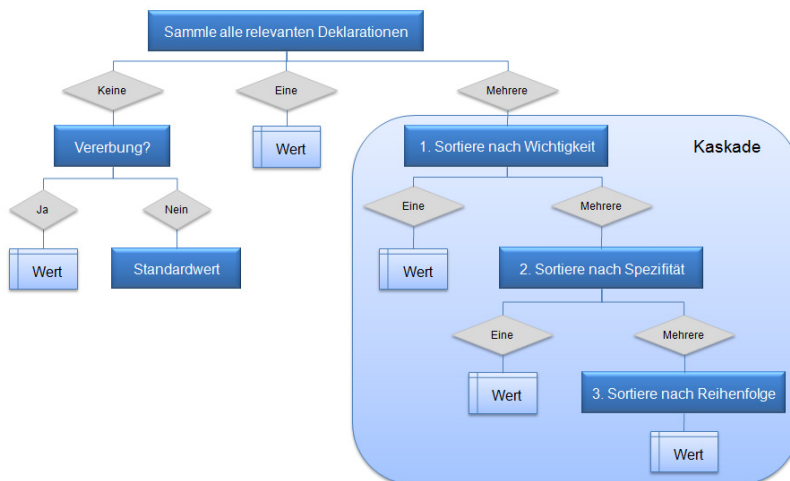 Sammle alle relevanten Deklarationen
Keine
Eine
Mehrere
Vererbung?
Wert
1. Sortiere nach Wichtigkeit
Kaskade
Ja
Nein
Eine
Mehrere
Wert
Standardwert
Wert
2. Sortiere nach Spezifität
Eine
Mehrere
Wert
3. Sortiere nach Reihenfolge
Wert